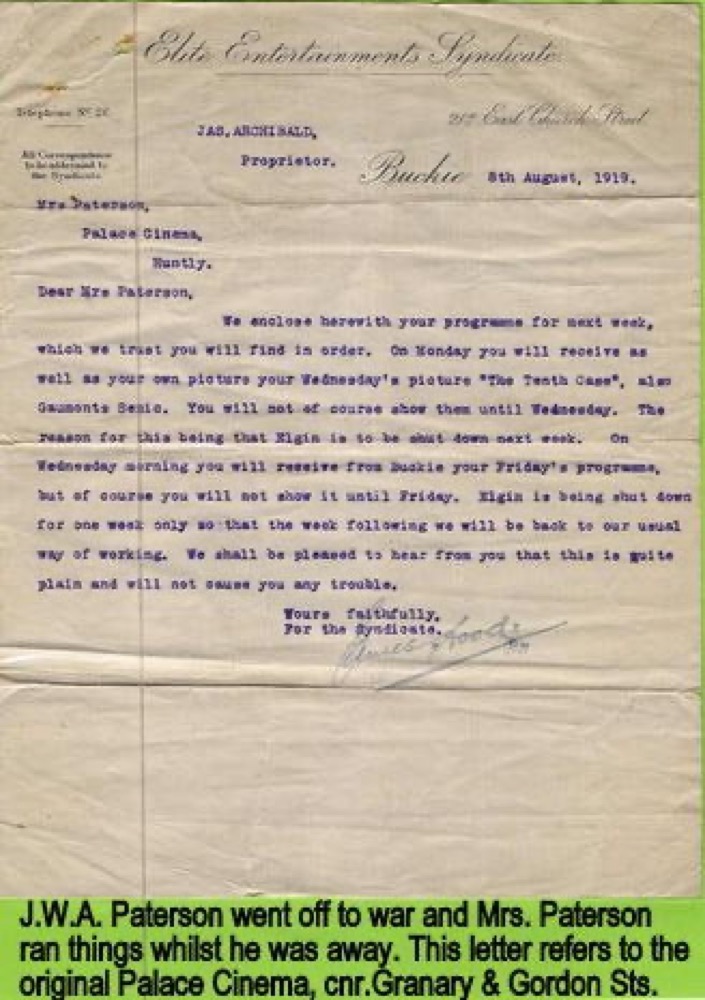 Elite Entertainments Syndicate
Telephone No 2
East Church Street
JAS. ARCHIBALD,
All Correspondence
to be addressed to
the Syndicate
Proprietor.
Buckie 8th August, 1919.
Mrs Paterson,
Palace Cinema,
Huntly.
Dear Mrs Paterson,
We enclose herewith your programme for next week,
which we trust you will find in order. On Monday you will receive as
well as your own picture your Wednesday's picture "The Tenth Case", also
Gaumonts Senic. You will not of course show them until Wednesday. The
reason for this being that Elgin is to be shut down next week. On
Wednesday morning you will receive from Buckie your Friday's programme,
but of course you will not show it until Friday. Elgin is being shut down
for one week only so that the week following we will be back to our usual
way of working. We shall be pleased to hear from you that this is quite
plain and will not cause you any trouble.
Yours faithfully,
For the Syndicate.
J.W.A. Paterson went off to war and Mrs. Paterson
ran things whilst he was away. This letter refers to the
original Palace Cinema, cnr.Granary & Gordon Sts.